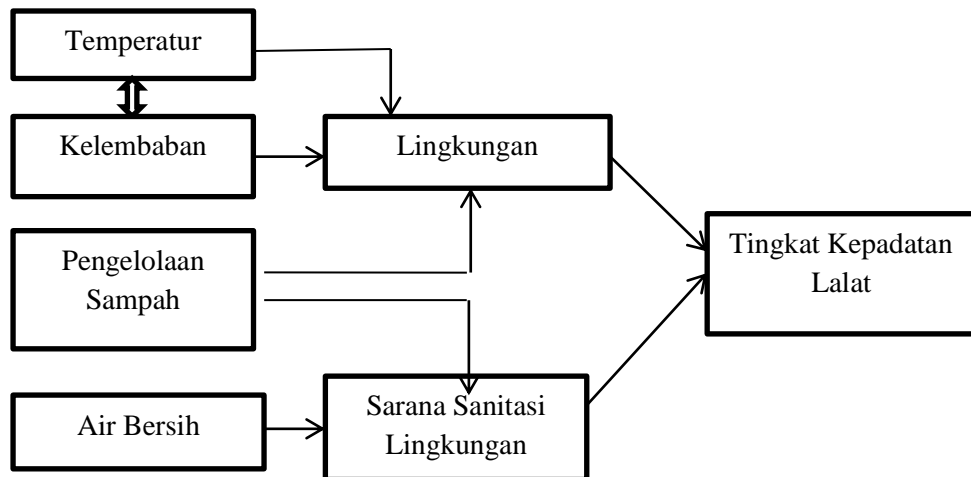 Temperatur
Kelembaban
Lingkungan
Pengelolaan
Sampah
Tingkat Kepadatan
Lalat
Air Bersih
Sarana Sanitasi
Lingkungan